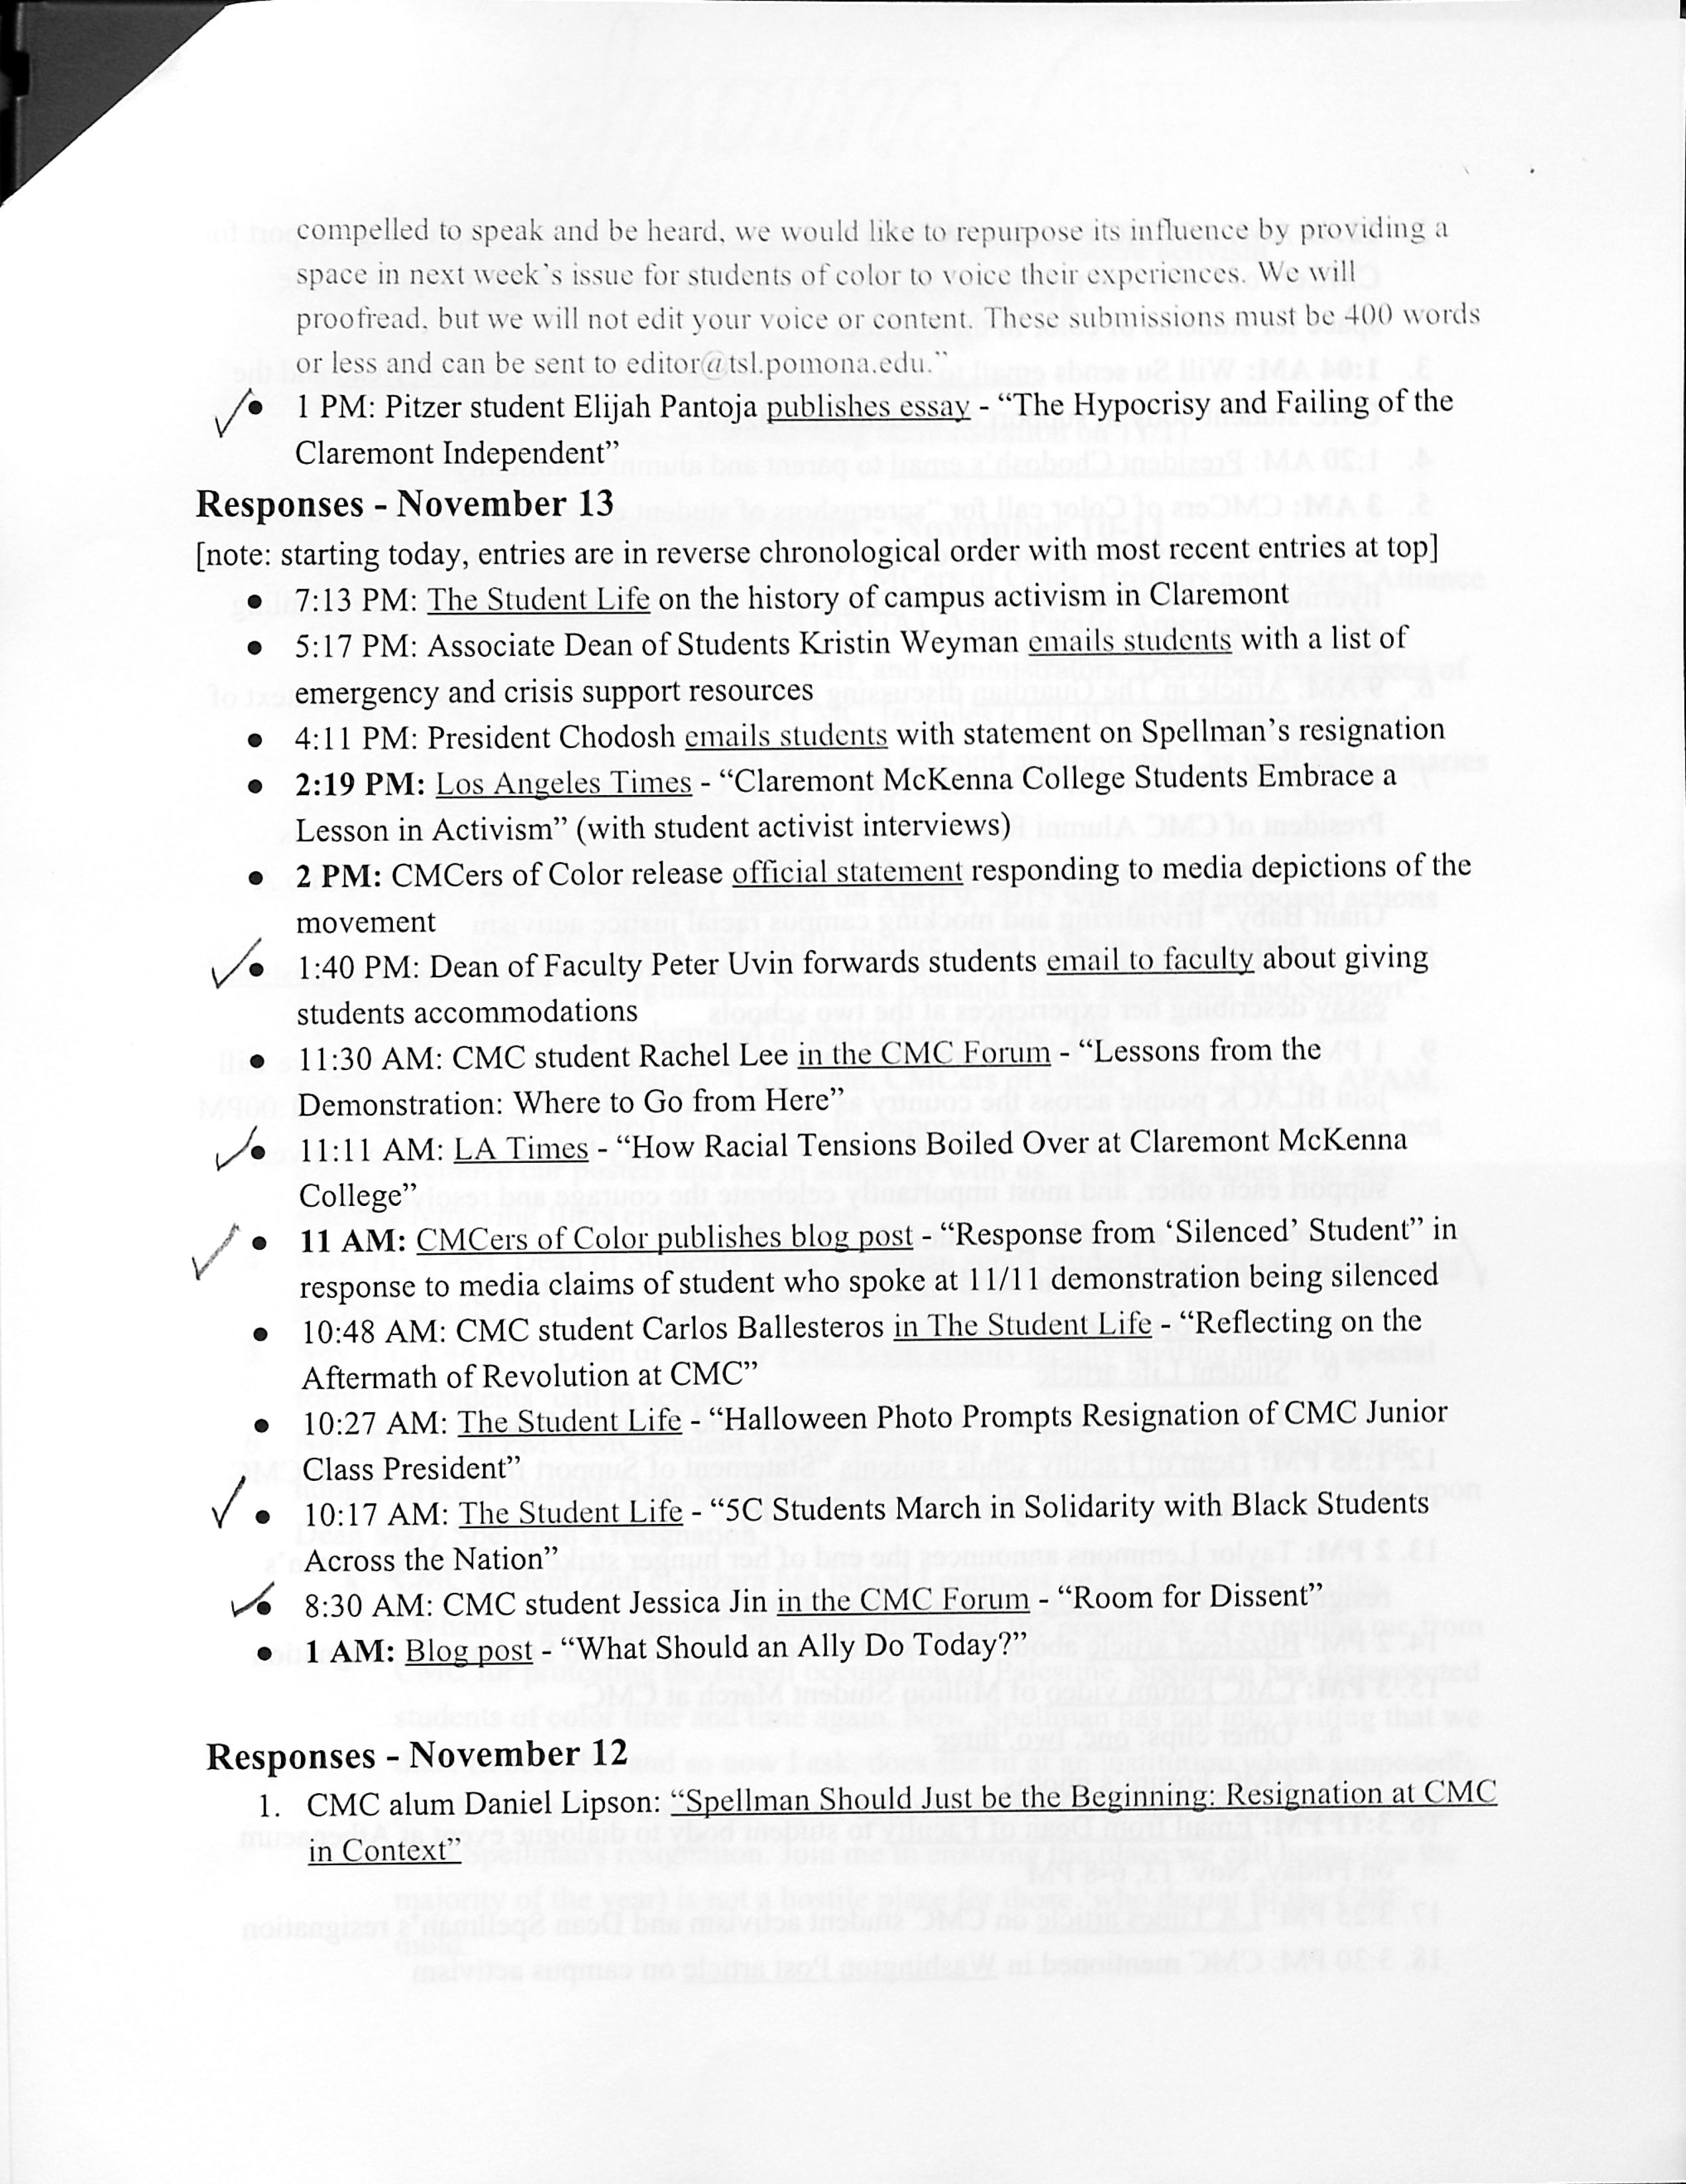 compelled to speak and be heard, we would like to repurpose its influence by providing a
space in next week's issue for students of color to voice their experiences. We will
proofread, but we will not edit your voice or content. These submissions must be 400 words
or less and can be sent to editor@tsl.pomona.edu."
• 1 PM: Pitzer student Elijah Pantoja publishes essay - “The Hypocrisy and Failing of the
Claremont Independent”
Responses - November 13
[note: starting today, entries are in reverse chronological order with most recent entries at top]
• 7:13 PM: The Student Life on the history of campus activism in Claremont
• 5:17 PM: Associate Dean of Students Kristin Weyman emails students with a list of
emergency and crisis support resources
• 4:11 PM: President Chodosh emails students with statement on Spellman’s resignation
• 2:19 PM: Los Angeles Times - “Claremont McKenna College Students Embrace a
Lesson in Activism” (with student activist interviews)
• 2 PM: CMCers of Color release official statement responding to media depictions of the
movement
• 1:40 PM: Dean of Faculty Peter Uvin forwards students email to faculty about giving
students accommodations
• 11:30 AM: CMC student Rachel Lee in the CMC Forum - “Lessons from the
Demonstration: Where to Go from Here”
• 11:11 AM: LA Times - “How Racial Tensions Boiled Over at Claremont McKenna
College”
• 11 AM: CMCers of Color publishes blog post - “Response from ‘Silenced’ Student” in
response to media claims of student who spoke at 11/11 demonstration being silenced
• 10:48 AM: CMC student Carlos Ballesteros in The Student Life - “Reflecting on the
Aftermath of Revolution at CMC”
• 10:27 AM: The Student Life - “Halloween Photo Prompts Resignation of CMC Junior
Class President”
• 10:17 AM: The Student Life - “5C Students March in Solidarity with Black Students
Across the Nation”
• 8:30 AM: CMC student Jessica Jin in the CMC Forum - “Room for Dissent”
• 1 AM: Blog post - “What Should an Ally Do Today?”
Responses - November 12
1. CMC alum Daniel Lipson: “Spellman Should Just be the Beginning: Resignation at CMC
in Context”